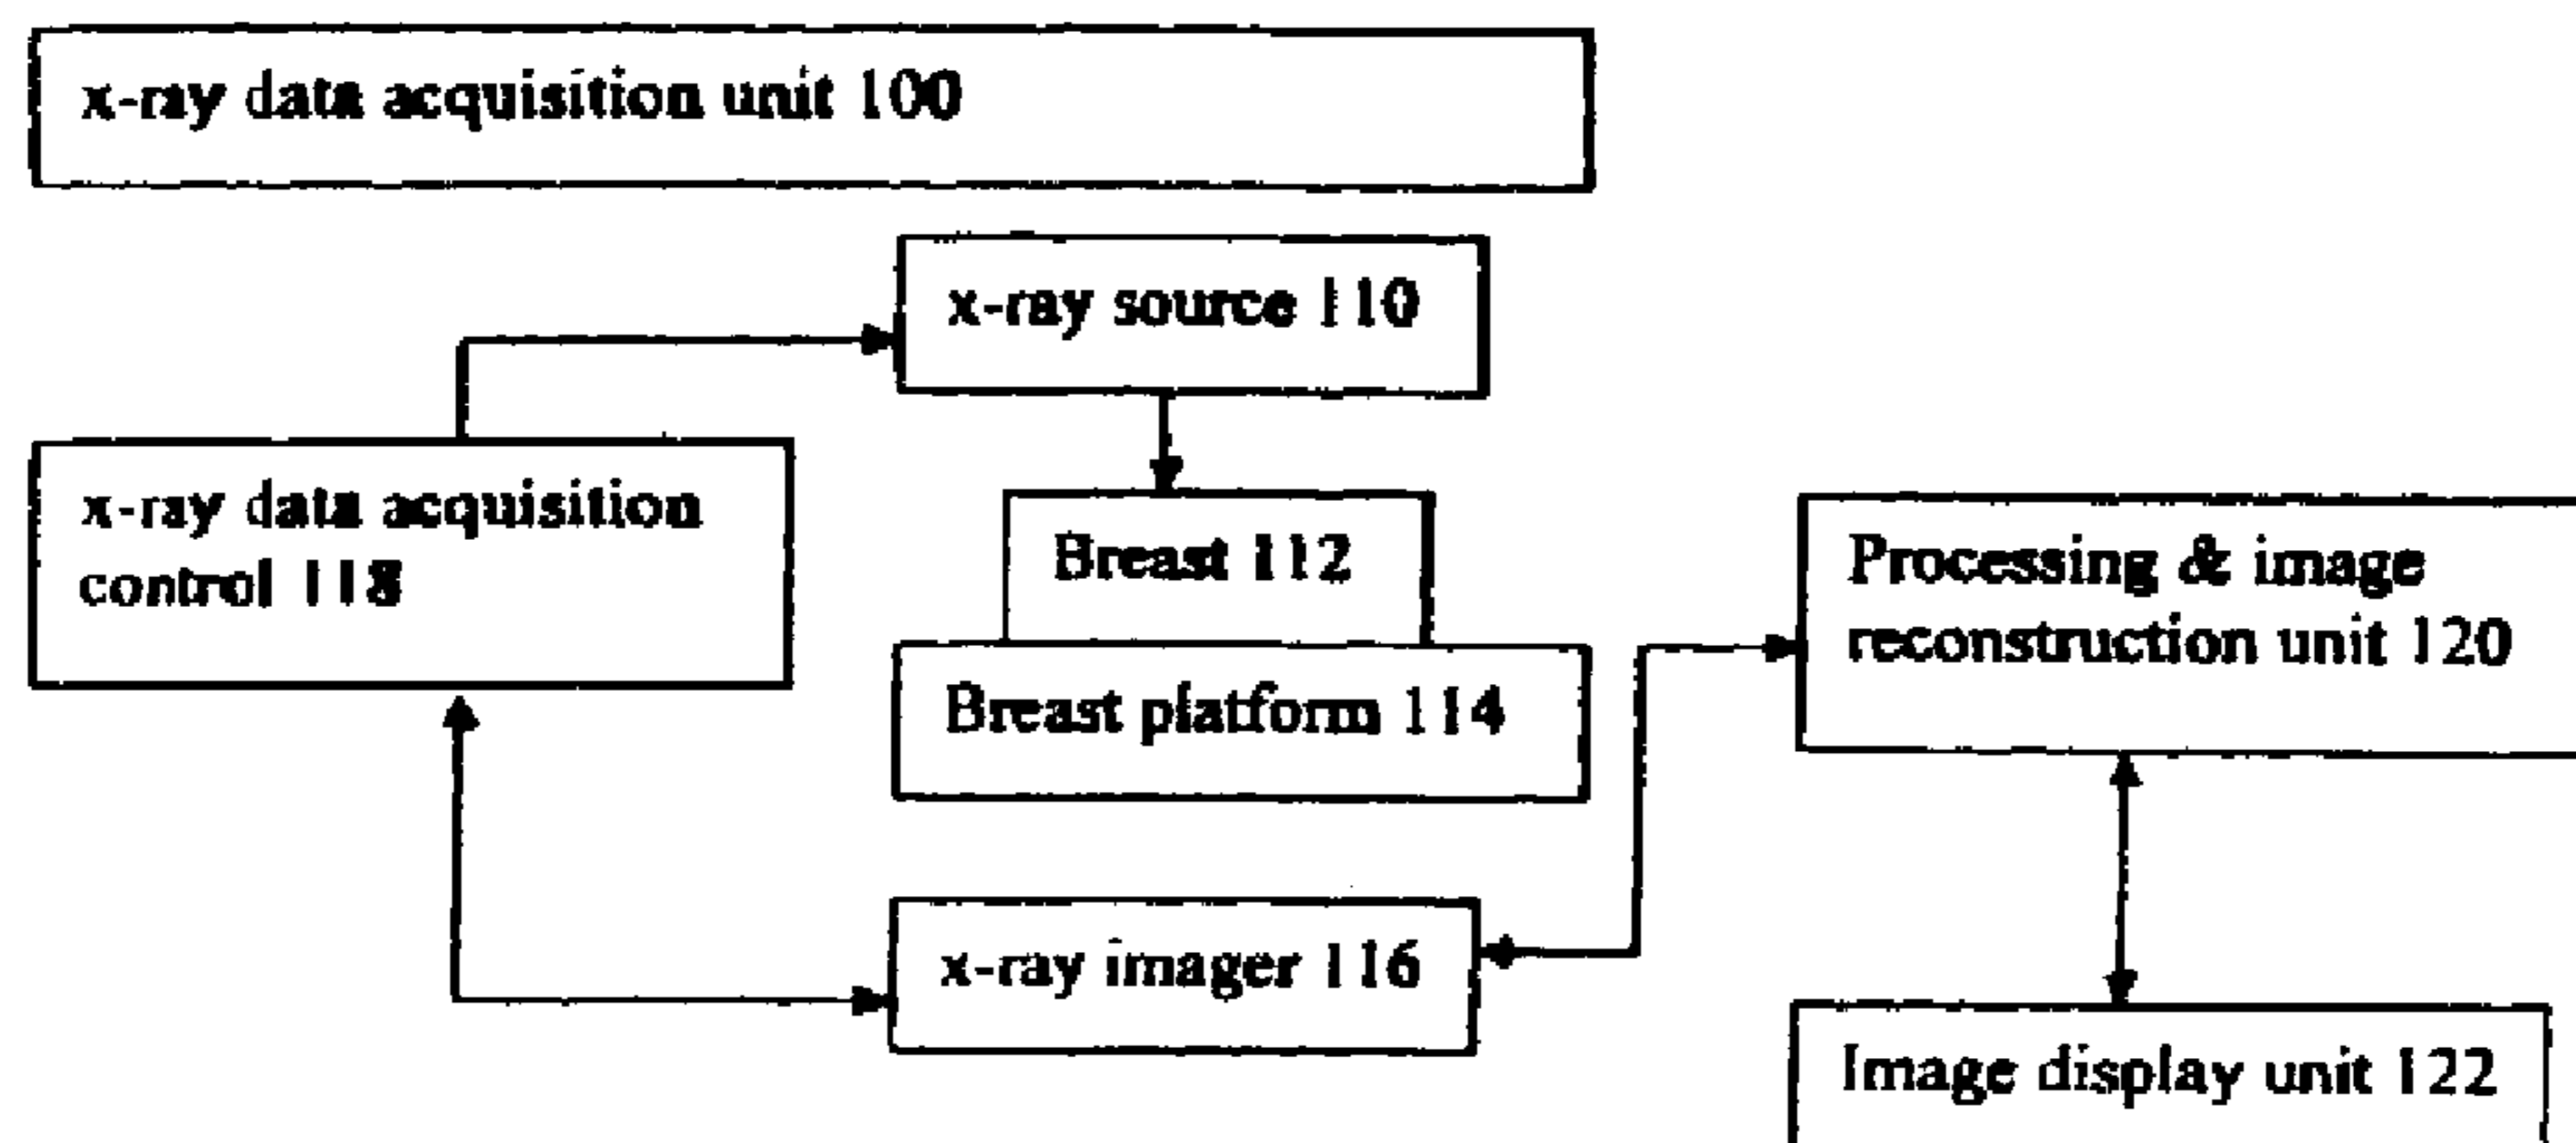 x-ray data acquisition unit 100
x-ray source 110
x-ray data acquisition
control 118
Breast 112
Breast platform 114
Processing & image
reconstruction unit 120
x-ray imager 116
Image display unit 122